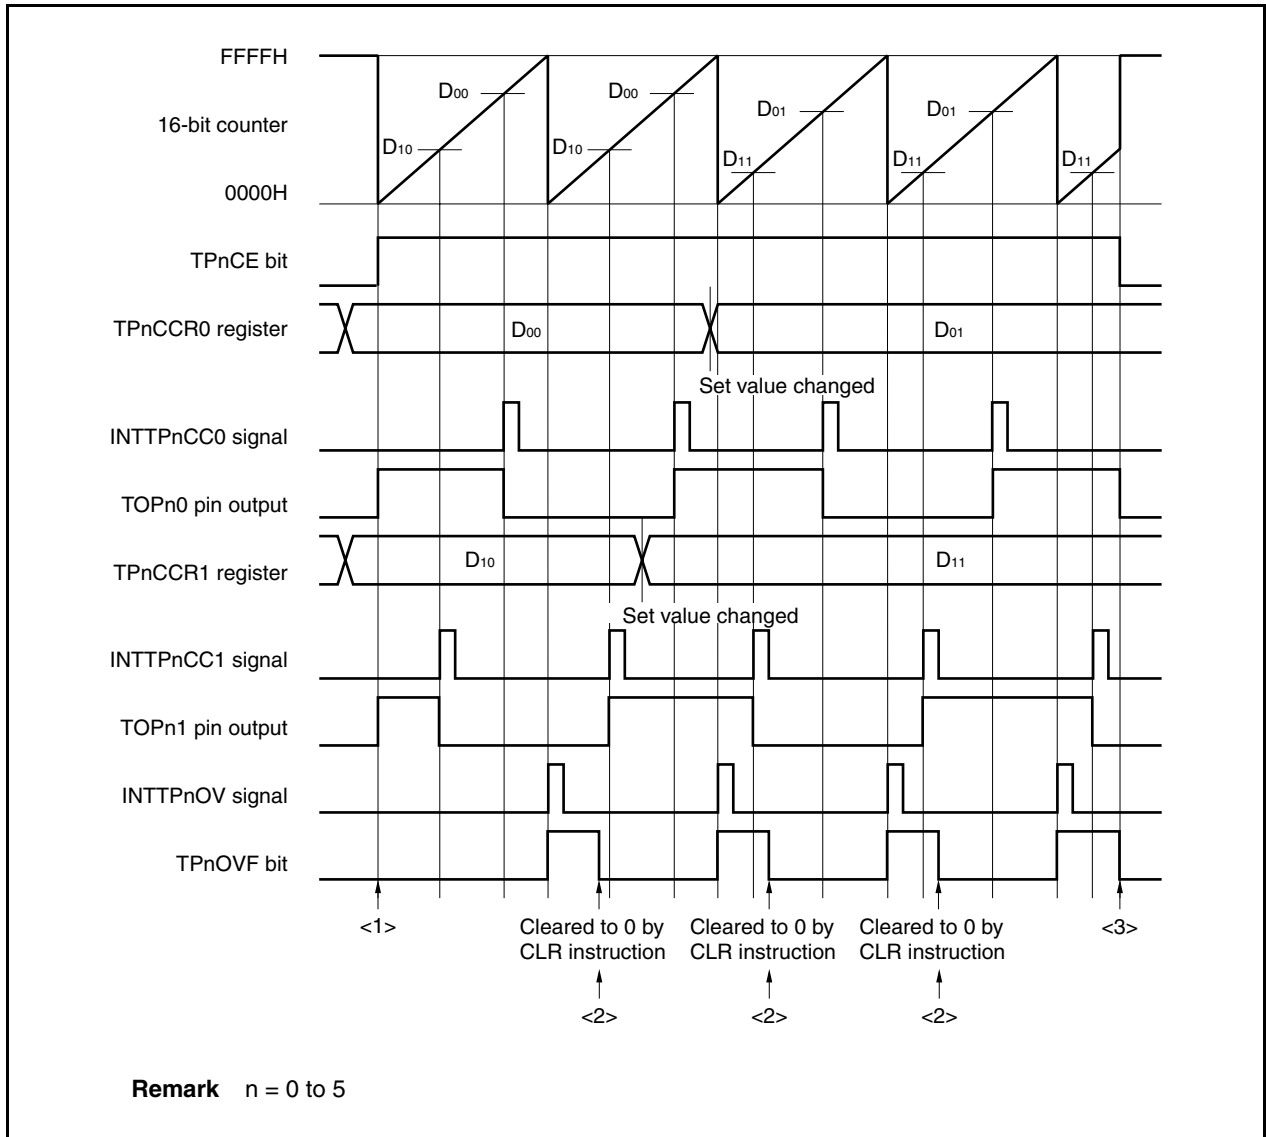 FFFFH
D00
D00
D01
D01
16-bit counter
D10
D10
D11
D11
D11
0000H
TPnCE bit
TPnCCR0 register
D00
D01
Set value changed
INTTPnCC0 signal
TOPn0 pin output
TPnCCR1 register
D10
D11
Set value changed
INTTPnCC1 signal
TOPn1 pin output
INTTPnOV signal
TPnOVF bit
<1>
Cleared to 0 by
CLR instruction
Cleared to 0 by
CLR instruction
Cleared to 0 by
CLR instruction
<3>
<2>
<2>
<2>
Remark n = 0 to 5